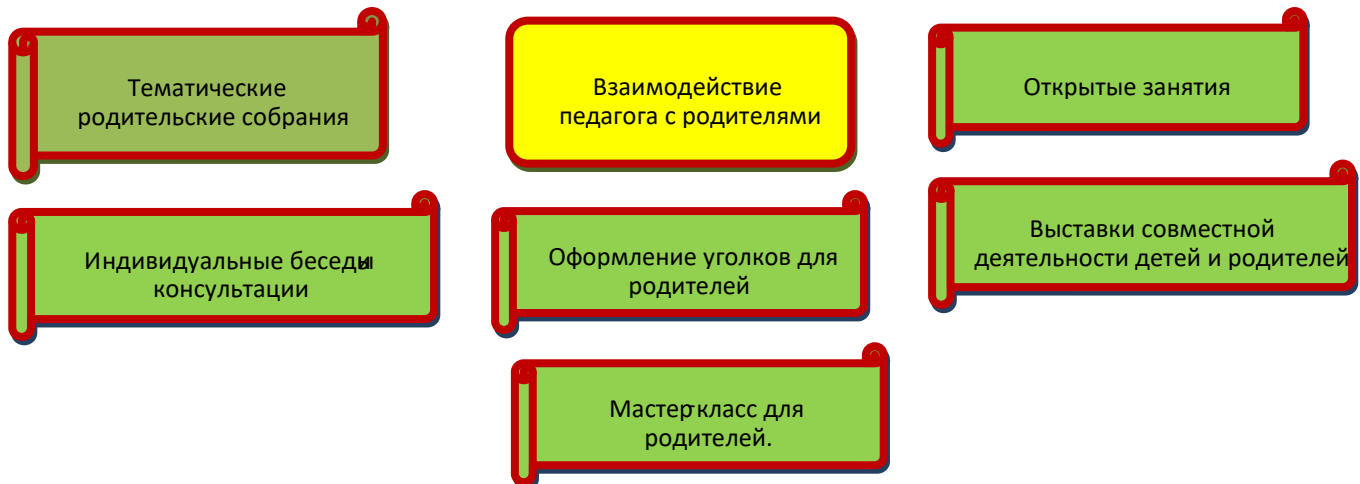 Тематические
родительские собрания
Взаимодействие
педагога с родителями
Открытые занятия
Индивидуальные беседы и
консультации
Оформление уголков для
родителей
Выставки совместной
деятельности детей и родителей
Мастер-класс для
родителей.